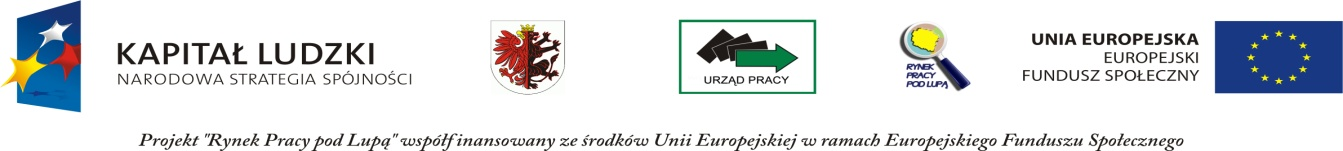 KAPITAŁ LUDZKI
NARODOWA STRATEGIA SPÓJNOŚCI
URZĄD PRACY
RYNEK
PRACY
POD LUPĄ
UNIA EUROPEJSKA
EUROPEJSKI
FUNDUSZ SPOŁECZNY
Projekt "Rynek Pracy pod Lupą" współfinansowany ze środków Unii Europejskiej w ramach Europejskiego Funduszu Społecznego